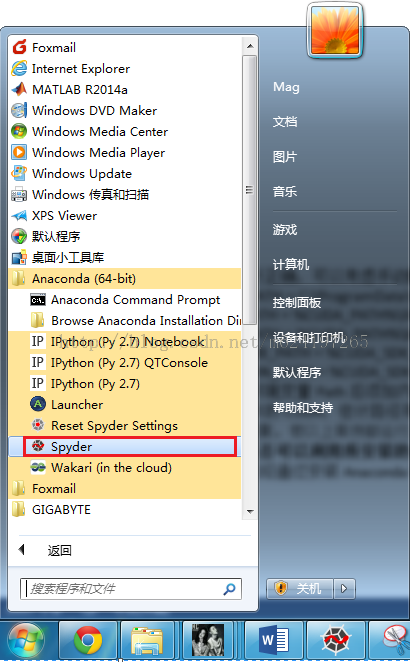 Foxmail
Internet Explorer
MATLAB R2014a
Windows DVD Maker
Windows Media Center
Windows Media Player
Windows Update
Windows 传真和扫描
XPS Viewer
默认程序
桌面小工具库
Anaconda (64-bit)
Anaconda Command Prompt
Browse Anaconda Installation Dir
IPython (Py 2.7) Notebook
IPython (Py 2.7) QTConsole
IPython (Py 2.7)
Launcher
Reset Spyder Settings
Spyder
Wakari (in the cloud)
Foxmail
GIGABYTE
返回
搜索程序和文件
Mag
文档
图片
音乐
游戏
计算机
控制面板
设备和打印机
默认程序
帮助和支持
关机